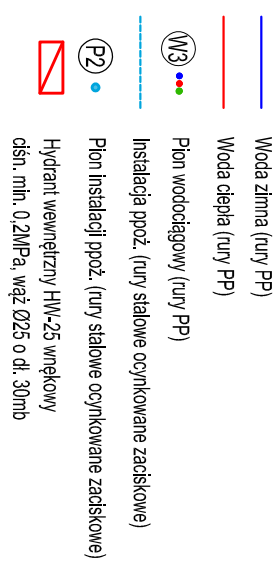 Woda zimna (rury PP)
Woda ciepła (rury PP)
W3 Pion wodociągowy (rury PP)
Instalacja ppoż. (rury stalowe ocynkowane zaciskowe)
P2 Pion instalacji ppoż. (rury stalowe ocynkowane zaciskowe)
Hydrant wewnętrzny HW-25 wnękowy
ciśn. min. 0,2MPa, wąż Ø25 o dł. 30mb